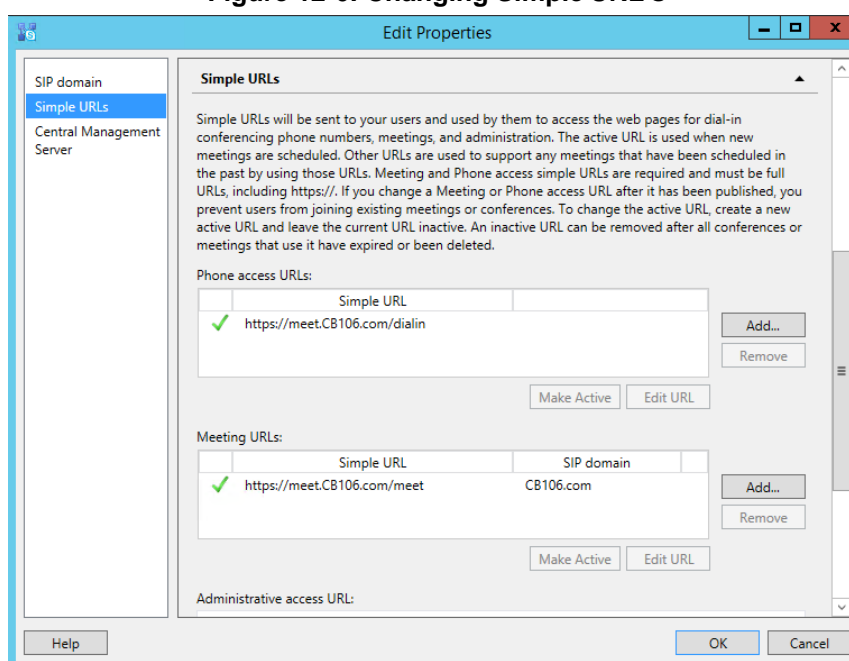 Edit Properties
SIP domain
Simple URLs
Central Management
Server
Simple URLs
Simple URLs will be sent to your users and used by them to access the web pages for dial-in
conferencing phone numbers, meetings, and administration. The active URL is used when new
meetings are scheduled. Other URLs are used to support any meetings that have been scheduled in
the past by using those URLs. Meeting and Phone access simple URLs are required and must be full
URLs, including https://. If you change a Meeting or Phone access URL after it has been published, you
prevent users from joining existing meetings or conferences. To change the active URL, create a new
active URL and leave the current URL inactive. An inactive URL can be removed after all conferences or
meetings that use it have expired or been deleted.
Phone access URLs:
Simple URL
https://meet.CB106.com/dialin
Add...
Remove
Make Active Edit URL
Meeting URLs:
Simple URL SIP domain
https://meet.CB106.com/meet CB106.com
Add...
Remove
Make Active Edit URL
Administrative access URL:
Help OK Cancel